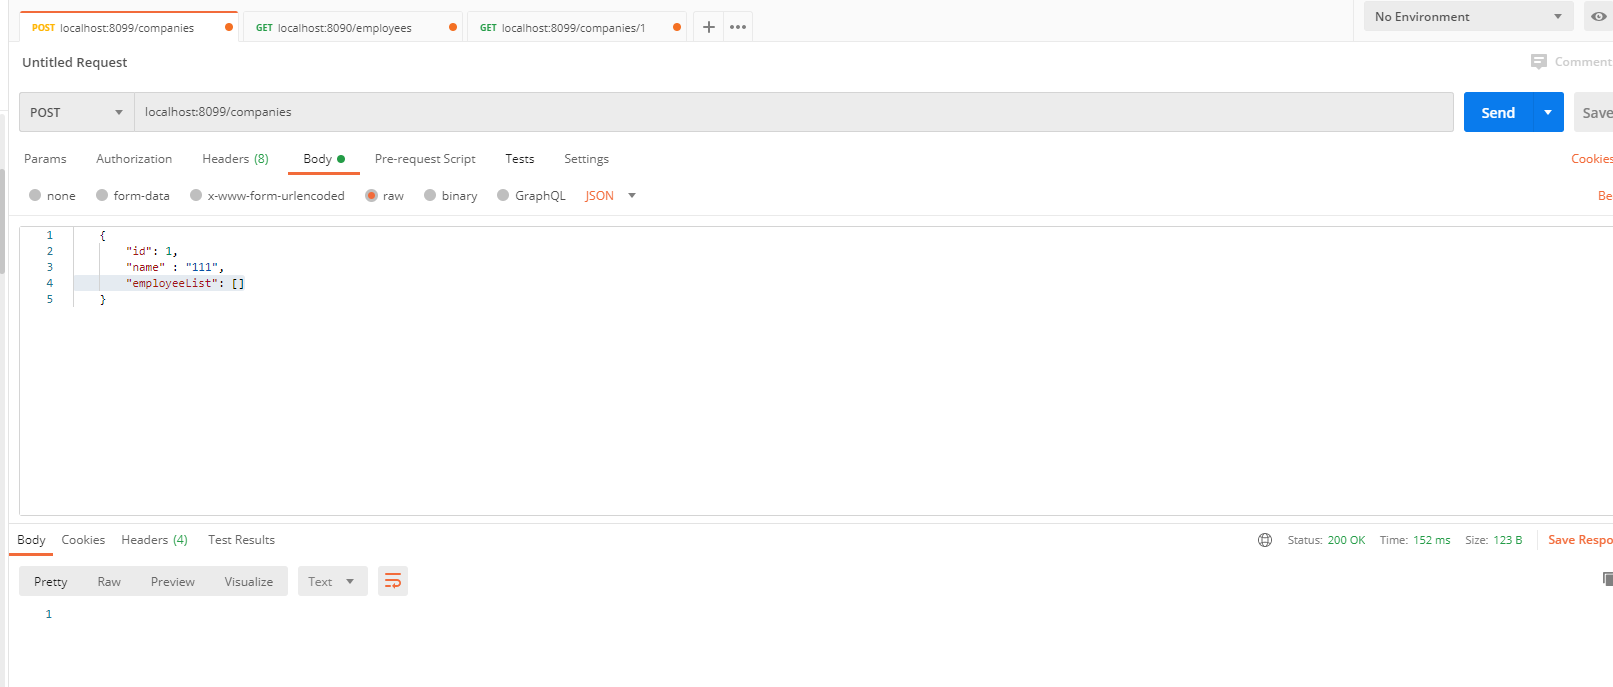 POST localhost:8099/companies GET localhost:8090/employees GET localhost:8099/companies/1 + ••• No Environment
Untitled Request Comment
POST localhost:8099/companies Send Save
Params Authorization Headers (8) Body Pre-request Script Tests Settings Cookies
none form-data x-www-form-urlencoded raw binary GraphQL JSON Be
1 {
2 "id": 1,
3 "name" : "111",
4 "employeeList": []
5 }
Body Cookies Headers (4) Test Results Status: 200 OK Time: 152 ms Size: 123 B Save Respo
Pretty Raw Preview Visualize Text
1